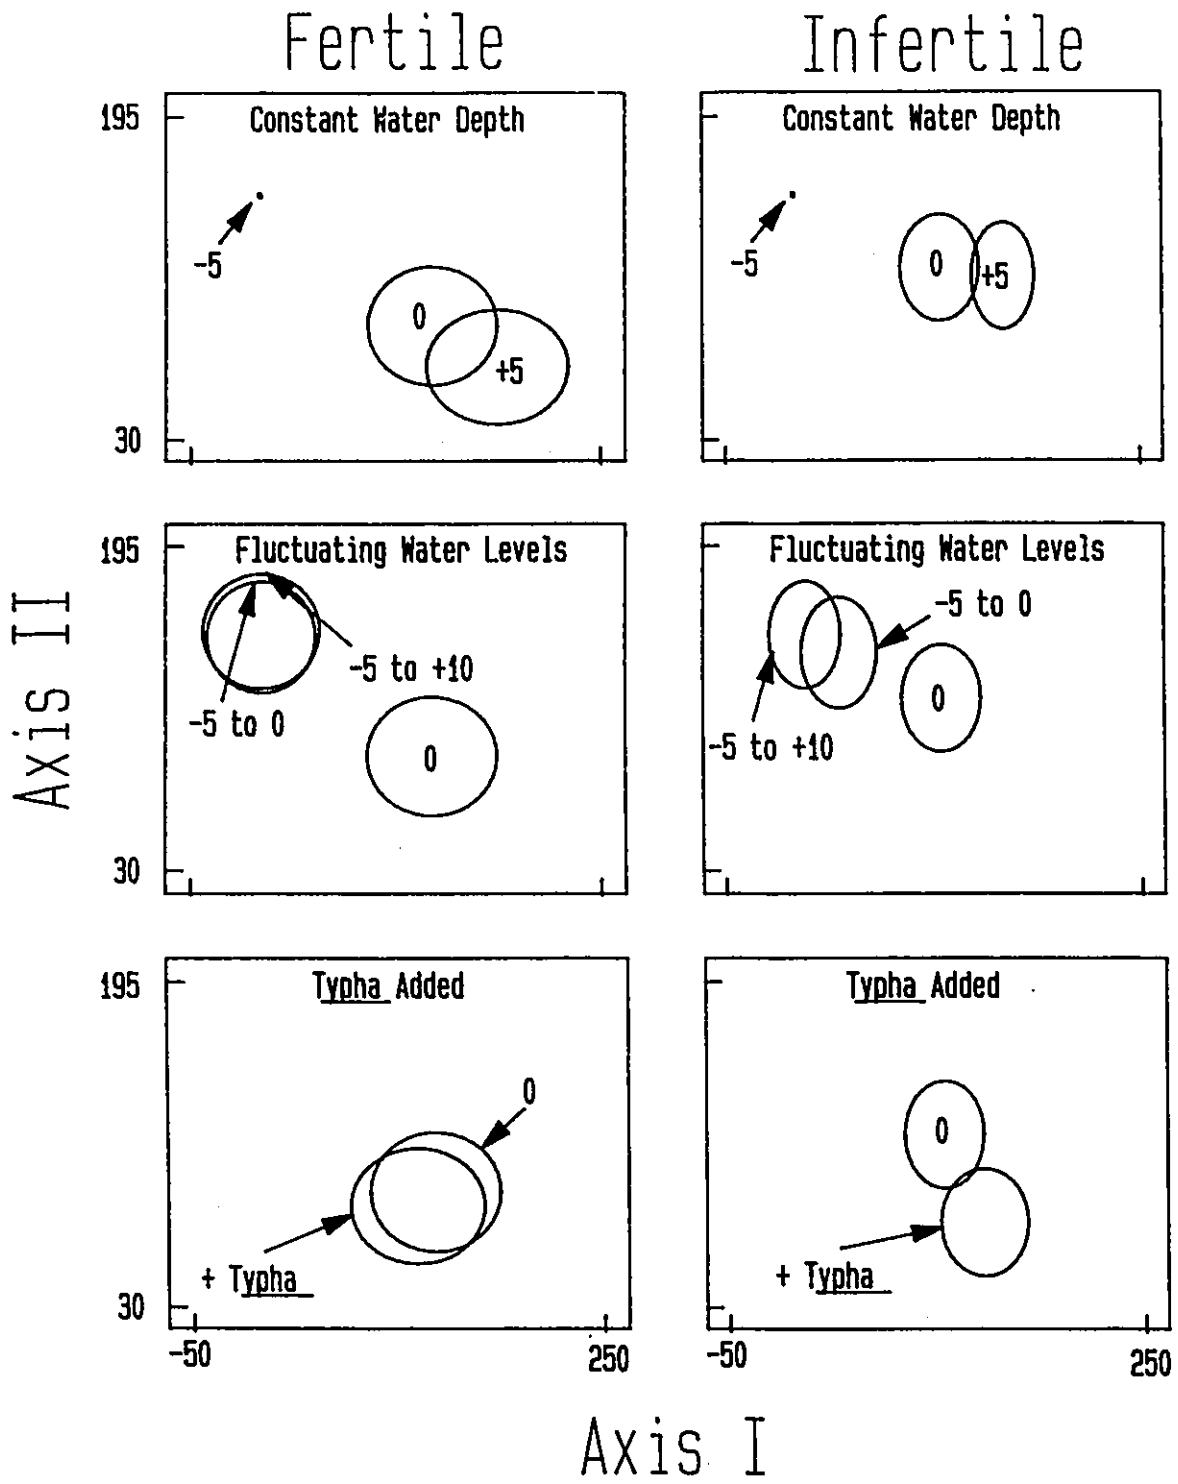 Fertile
Infertile
195
Constant Water Depth
-5
0
+5
30
Constant Water Depth
-5
0
+5
Axis II
195
Fluctuating Water Levels
-5 to +10
-5 to 0
0
30
Fluctuating Water Levels
-5 to 0
0
-5 to +10
195
Typha Added
0
+ Typha
30
-50
250
Typha Added
0
+ Typha
-50
250
Axis I